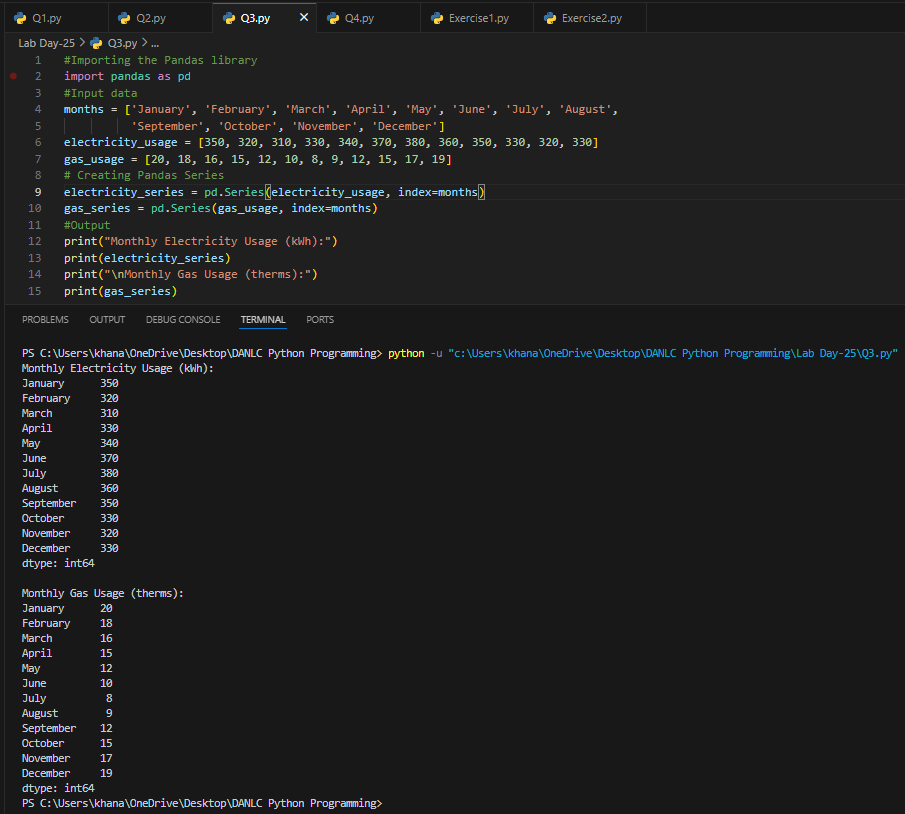 Q1.py Q2.py Q3.py × Q4.py Exercise1.py Exercise2.py
Lab Day-25 > Q3.py > ...
1 #Importing the Pandas library
2 import pandas as pd
3 #Input data
4 months = ['January', 'February', 'March', 'April', 'May', 'June', 'July', 'August',
5 'September', 'October', 'November', 'December']
6 electricity_usage = [350, 320, 310, 330, 340, 370, 380, 360, 350, 330, 320, 330]
7 gas_usage = [20, 18, 16, 15, 12, 10, 8, 9, 12, 15, 17, 19]
8 # Creating Pandas Series
9 electricity_series = pd.Series(electricity_usage, index=months)
10 gas_series = pd.Series(gas_usage, index=months)
11 #Output
12 print("Monthly Electricity Usage (kWh):")
13 print(electricity_series)
14 print("\nMonthly Gas Usage (therms):")
15 print(gas_series)
PROBLEMS OUTPUT DEBUG CONSOLE TERMINAL PORTS
PS C:\Users\khana\OneDrive\Desktop\DANLC Python Programming> python -u "c:\Users\khana\OneDrive\Desktop\DANLC Python Programming\Lab Day-25\Q3.py"
Monthly Electricity Usage (kWh):
January 350
February 320
March 310
April 330
May 340
June 370
July 380
August 360
September 350
October 330
November 320
December 330
dtype: int64
Monthly Gas Usage (therms):
January 20
February 18
March 16
April 15
May 12
June 10
July 8
August 9
September 12
October 15
November 17
December 19
dtype: int64
PS C:\Users\khana\OneDrive\Desktop\DANLC Python Programming>